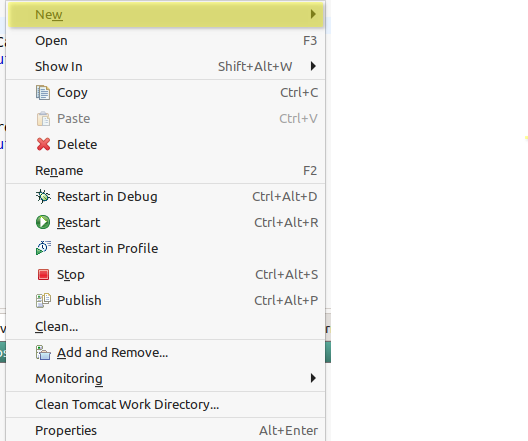 New
Open F3
Show In Shift+Alt+W
Copy Ctrl+C
Paste Ctrl+V
Delete
Rename F2
Restart in Debug Ctrl+Alt+D
Restart Ctrl+Alt+R
Restart in Profile
Stop Ctrl+Alt+S
Publish Ctrl+Alt+P
Clean...
Add and Remove...
Monitoring
Clean Tomcat Work Directory...
Properties Alt+Enter